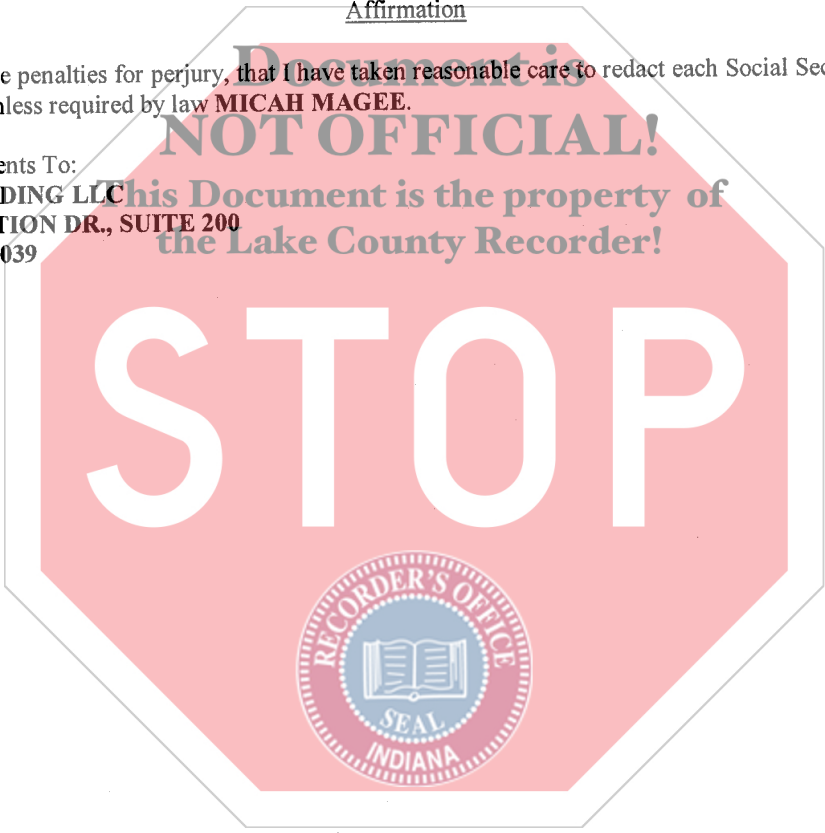 Affirmation
Document is
e penalties for perjury, that I have taken reasonable care to redact each Social Sec
nless required by law MICAH MAGEE.
NOT OFFICIAL!
ents To:
DING LLC
This Document is the property of
TION DR., SUITE 200
the Lake County Recorder!
039
STOP
RECORDER'S OFFICE
SEAL
INDIANA